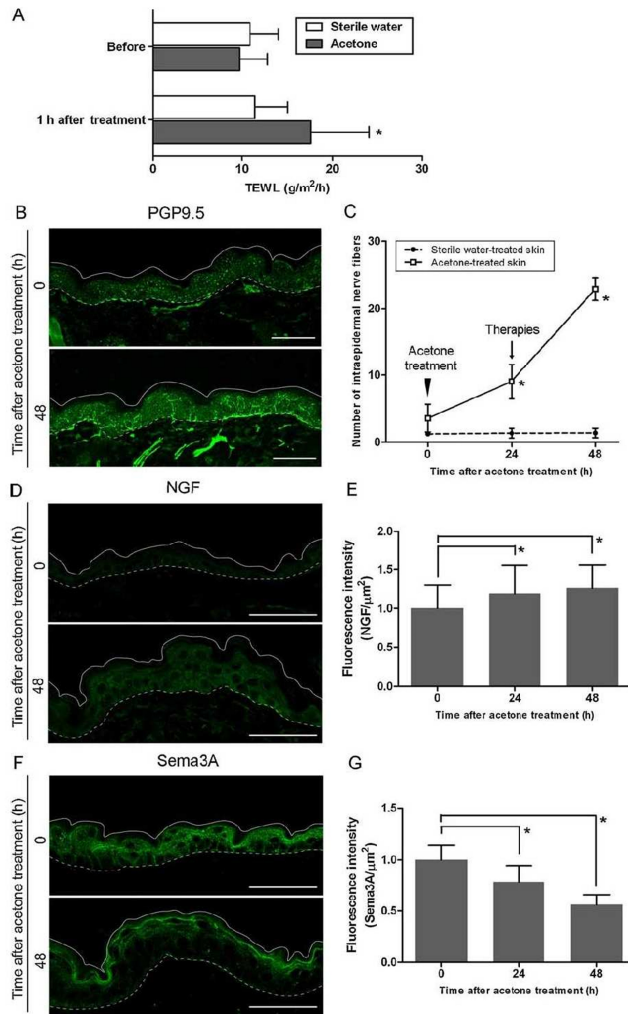 A
Sterile water
Acetone
Before
1 h after treatment
*
0
10
20
30
TEWL (g/m²/h)
B
PGP9.5
Time after acetone treatment (h)
0
48
C
Number of intraepidermal nerve fibers
30
20
10
0
Sterile water-treated skin
Acetone-treated skin
Acetone
treatment
Therapies
*
*
0
24
48
Time after acetone treatment (h)
D
NGF
Time after acetone treatment (h)
0
48
E
Fluorescence intensity
(NGF/μm²)
2.0
1.5
1.0
0.5
0.0
*
*
0
24
48
Time after acetone treatment (h)
F
Sema3A
Time after acetone treatment (h)
0
48
G
Fluorescence intensity
(Sema3A/μm²)
1.5
1.0
0.5
0.0
*
*
0
24
48
Time after acetone treatment (h)